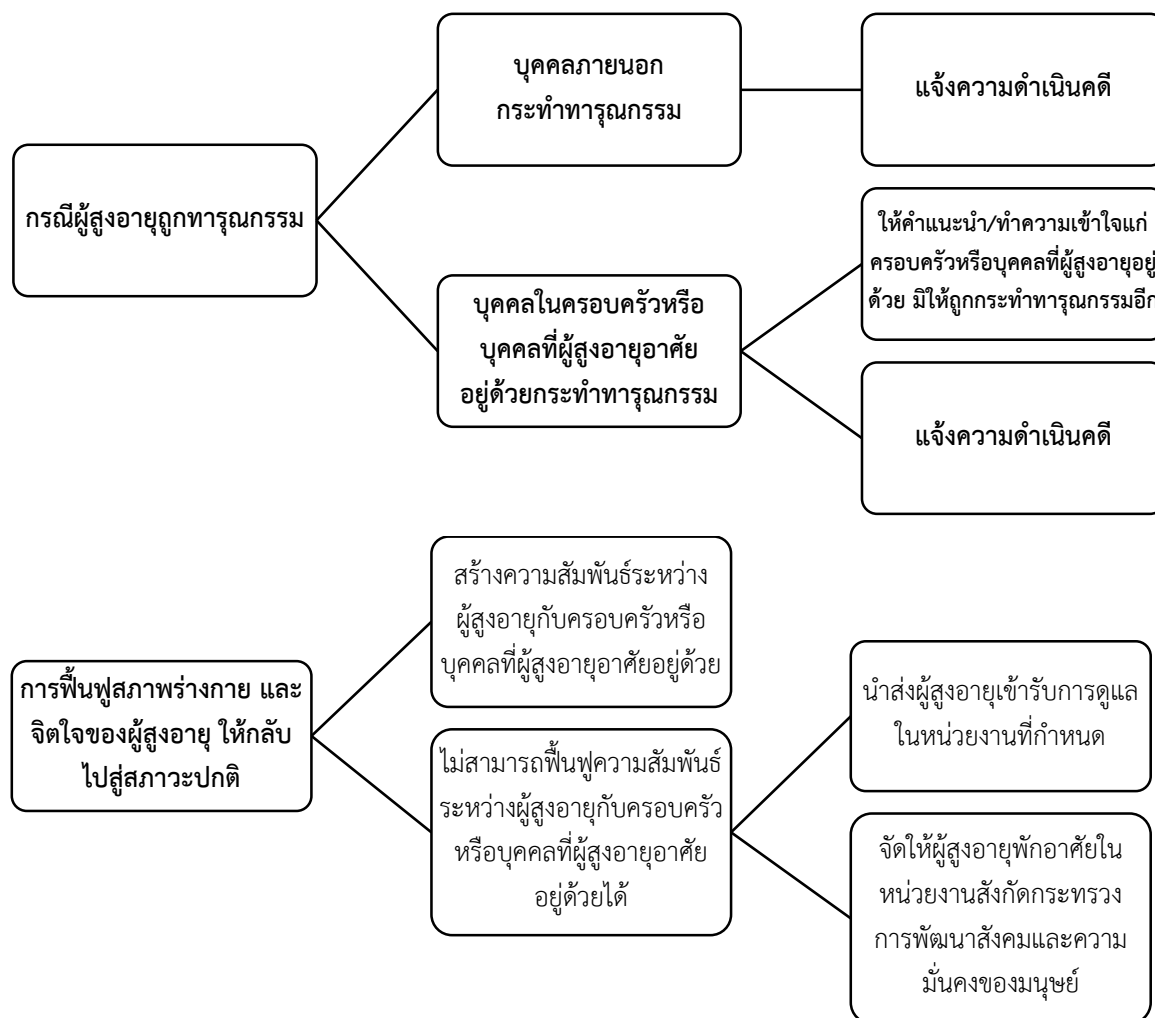 บุคคลภายนอก
กระทำทารุณกรรม
แจ้งความดำเนินคดี
กรณีผู้สูงอายุถูกทารุณกรรม
ให้คำแนะนำ/ทำความเข้าใจแก่
ครอบครัวหรือบุคคลที่ผู้สูงอายุอยู่
ด้วย มิให้ถูกกระทำทารุณกรรมอีก
บุคคลในครอบครัวหรือ
บุคคลที่ผู้สูงอายุอาศัย
อยู่ด้วยกระทำทารุณกรรม
แจ้งความดำเนินคดี
สร้างความสัมพันธ์ระหว่าง
ผู้สูงอายุกับครอบครัวหรือ
บุคคลที่ผู้สูงอายุอาศัยอยู่ด้วย
การฟื้นฟูสภาพร่างกาย และ
จิตใจของผู้สูงอายุ ให้กลับ
ไปสู่สภาวะปกติ
นำส่งผู้สูงอายุเข้ารับการดูแล
ในหน่วยงานที่กำหนด
ไม่สามารถฟื้นฟูความสัมพันธ์
ระหว่างผู้สูงอายุกับครอบครัว
หรือบุคคลที่ผู้สูงอายุอาศัย
อยู่ด้วยได้
จัดให้ผู้สูงอายุพักอาศัยใน
หน่วยงานสังกัดกระทรวง
การพัฒนาสังคมและความ
มั่นคงของมนุษย์